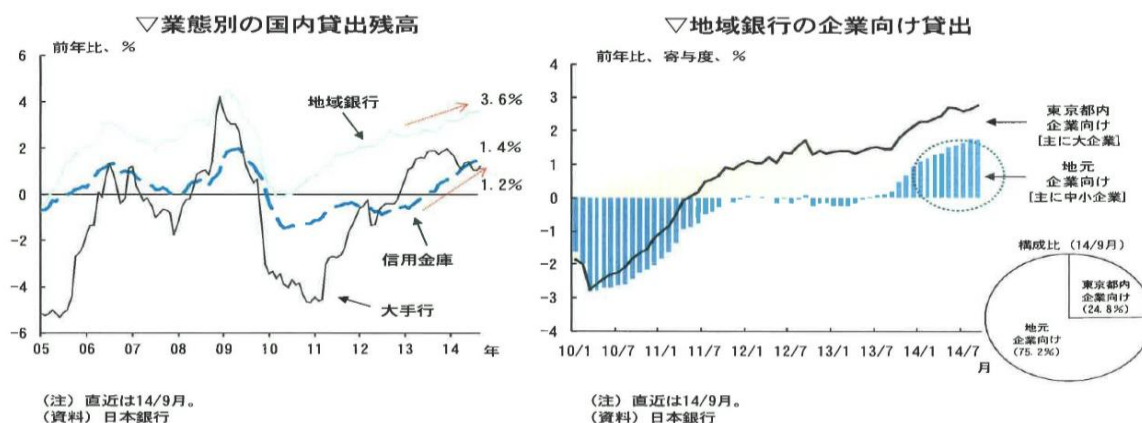 ▽業態別の国内貸出残高
前年比、%
6
4
2
0
-2
-4
-6
地域銀行
3.6%
1.4%
1.2%
信用金庫
大手行
05 06 07 08 09 10 11 12 13 14 年
(注) 直近は14/9月。
(資料) 日本銀行
▽地域銀行の企業向け貸出
前年比、寄与度、%
4
3
2
1
0
-1
-2
-3
-4
東京都内
企業向け
[主に大企業]
地元
企業向け
[主に中小企業]
10/1 10/7 11/1 11/7 12/1 12/7 13/1 13/7 14/1 14/7
月
構成比 (14/9月)
東京都内
企業向け
(24.8%)
地元
企業向け
(75.2%)
(注) 直近は14/9月。
(資料) 日本銀行